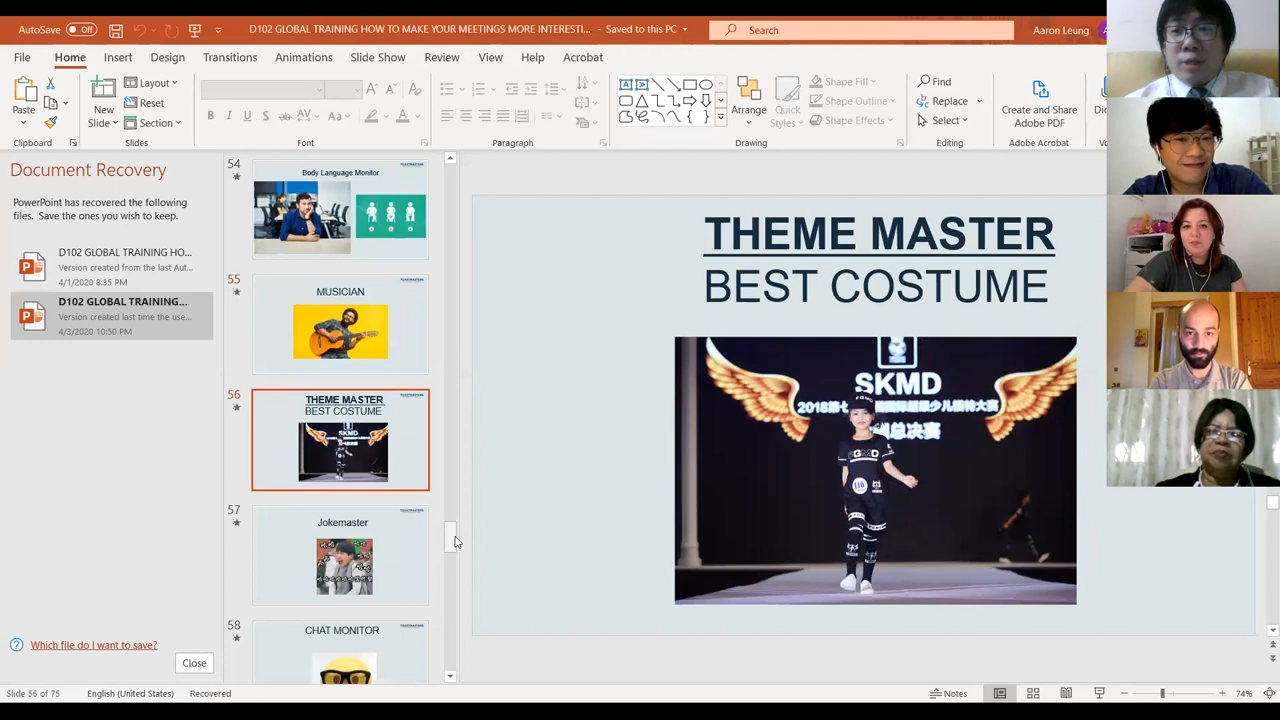 AutoSave Off
D102 GLOBAL TRAINING HOW TO MAKE YOUR MEETINGS MORE INTERESTI... - Saved to this PC
Search
Aaron Leung
File Home Insert Design Transitions Animations Slide Show Review View Help Acrobat
Paste
Clipboard
New Slide
Layout
Reset
Section
Slides
Font
Paragraph
Arrange
Quick Styles
Shape Fill
Shape Outline
Shape Effects
Drawing
Find
Replace
Select
Editing
Create and Share Adobe PDF
Adobe Acrobat
Document Recovery
PowerPoint has recovered the following
files. Save the ones you wish to keep.
D102 GLOBAL TRAINING HO...
Version created from the last Aut...
4/1/2020 8:35 PM
D102 GLOBAL TRAINING...
Version created last time the use...
4/3/2020 10:50 PM
Which file do I want to save?
Close
54
Body Language Monitor
55
MUSICIAN
56
THEME MASTER
BEST COSTUME
SKMD
57
Jokemaster
58
CHAT MONITOR
THEME MASTER
BEST COSTUME
SKMD
116
Slide 56 of 75
English (United States)
Recovered
Notes
74%